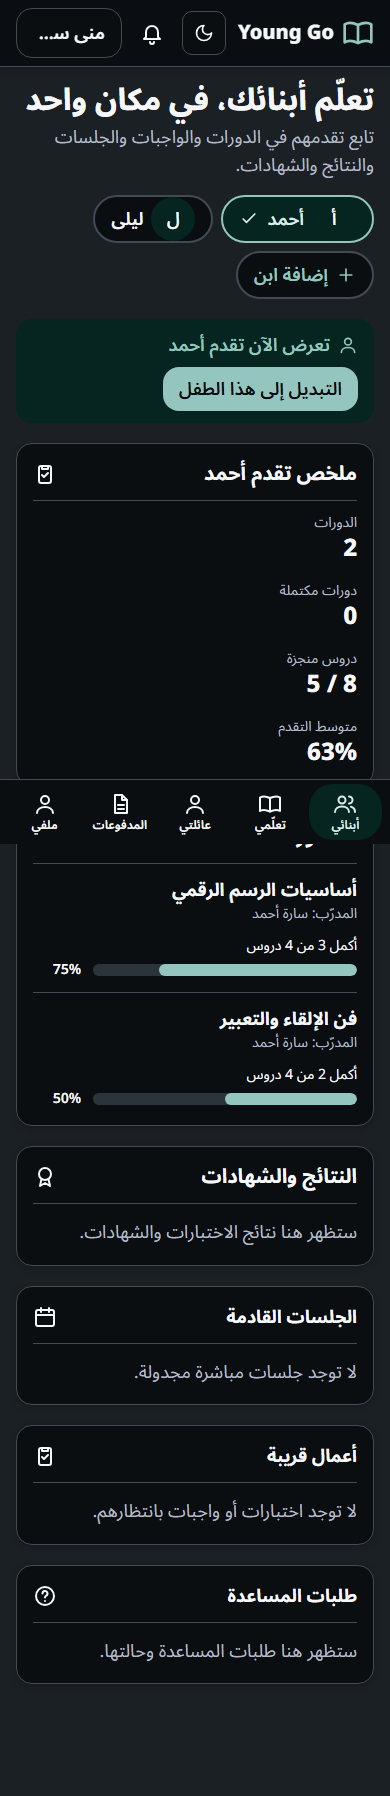 Young Go
منى سـ...
تعلّم أبنائك، في مكان واحد
تابع تقدمهم في الدورات والواجبات والجلسات
والنتائج والشهادات.
أ أحمد
ل ليلى
إضافة ابن
تعرض الآن تقدم أحمد
التبديل إلى هذا الطفل
ملخص تقدم أحمد
الدورات
2
دورات مكتملة
0
دروس منجزة
5 / 8
متوسط التقدم
63%
أبنائي
تعلّمي
عائلتي
المدفوعات
ملفي
أساسيات الرسم الرقمي
المدرّب: سارة أحمد
أكمل 3 من 4 دروس
75%
فن الإلقاء والتعبير
المدرّب: سارة أحمد
أكمل 2 من 4 دروس
50%
النتائج والشهادات
ستظهر هنا نتائج الاختبارات والشهادات.
الجلسات القادمة
لا توجد جلسات مباشرة مجدولة.
أعمال قريبة
لا توجد اختبارات أو واجبات بانتظارهم.
طلبات المساعدة
ستظهر هنا طلبات المساعدة وحالتها.